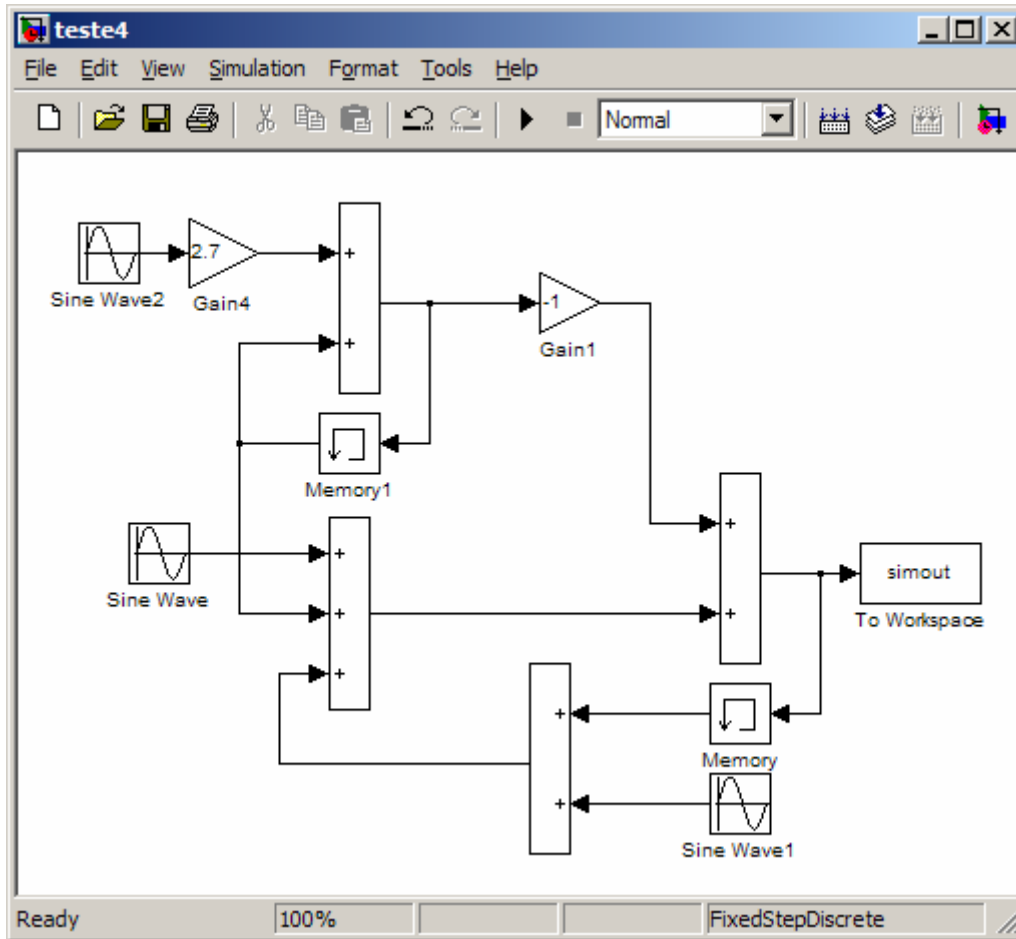 teste4
File Edit View Simulation Format Tools Help
Normal
2.7
+
Sine Wave2
Gain4
-1
+
Gain1
Memory1
+
+
Sine Wave
simout
+
+
To Workspace
+
+
Memory
+
Sine Wave1
Ready 100% FixedStepDiscrete